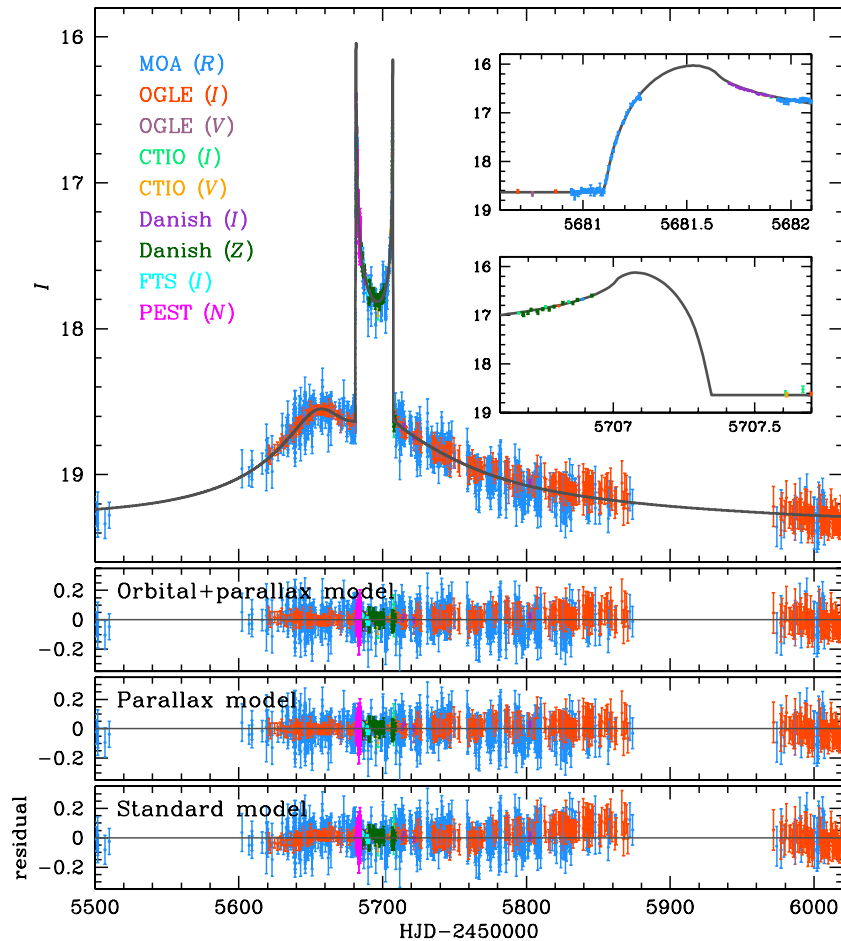 16
17
18
19
I
MOA (R)
OGLE (I)
OGLE (V)
CTIO (I)
CTIO (V)
Danish (I)
Danish (Z)
FTS (I)
PEST (N)
16
17
18
19
5681
5681.5
5682
16
17
18
19
5707
5707.5
0.2
0
−0.2
Orbital+parallax model
0.2
0
−0.2
Parallax model
0.2
0
−0.2
Standard model
residual
5500
5600
5700
5800
5900
6000
HJD−2450000